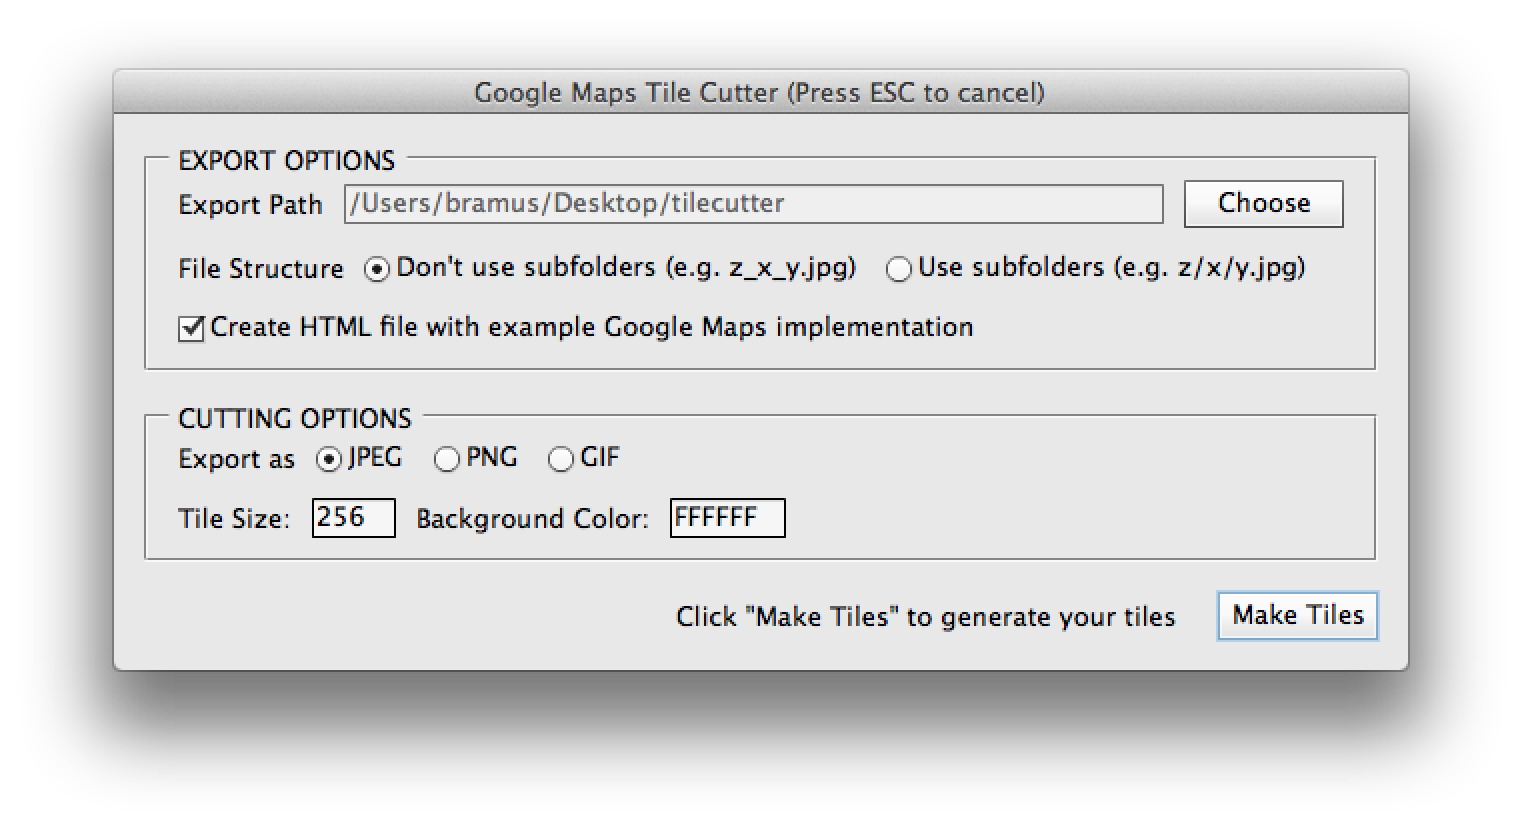 Google Maps Tile Cutter (Press ESC to cancel)
EXPORT OPTIONS
Export Path /Users/bramus/Desktop/tilecutter Choose
File Structure Don't use subfolders (e.g. z_x_y.jpg) Use subfolders (e.g. z/x/y.jpg)
Create HTML file with example Google Maps implementation
CUTTING OPTIONS
Export as JPEG PNG GIF
Tile Size: 256 Background Color: FFFFFF
Click "Make Tiles" to generate your tiles Make Tiles